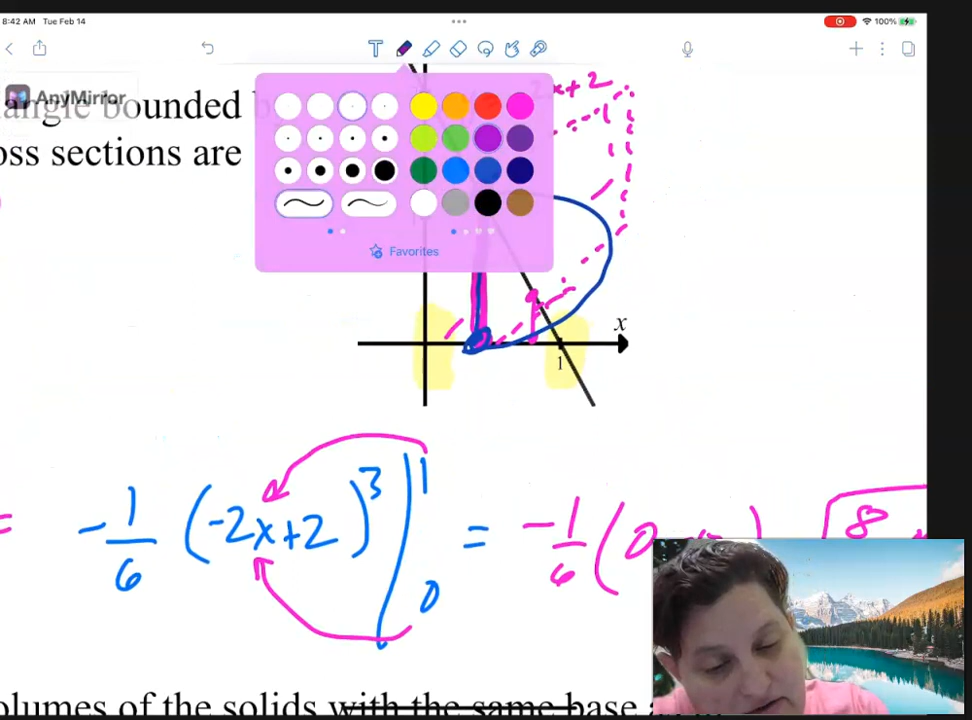 8:42 AM Tue Feb 14
100%
T
AnyMirror
angle bounded b
x+2
oss sections are
Favorites
x
1
= -1/6 (-2x+2)^3 | 1 0 = -1/6 (0 8
olumes of the solids with the same base a